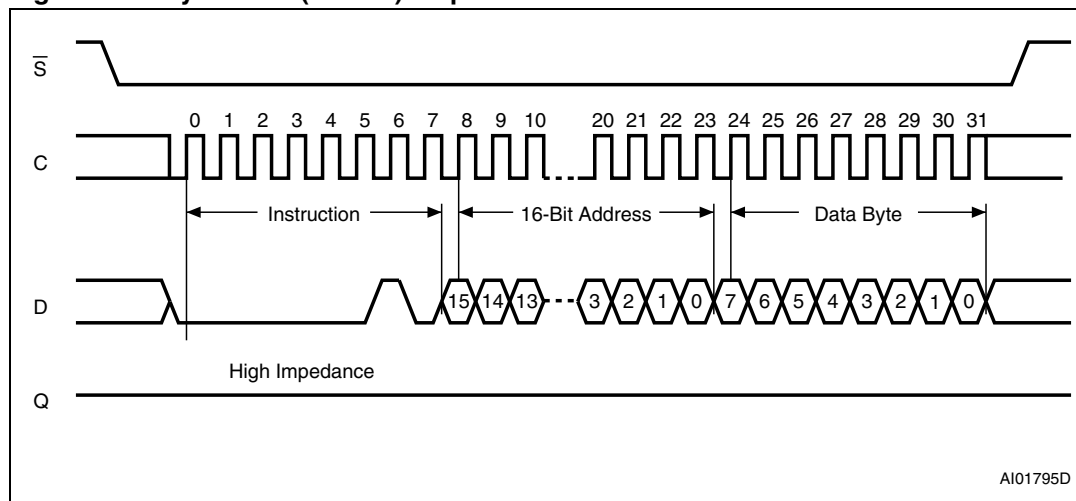 S̅
0 1 2 3 4 5 6 7 8 9 10 20 21 22 23 24 25 26 27 28 29 30 31
C
Instruction 16-Bit Address Data Byte
D 15 14 13 3 2 1 0 7 6 5 4 3 2 1 0
High Impedance
Q
AI01795D